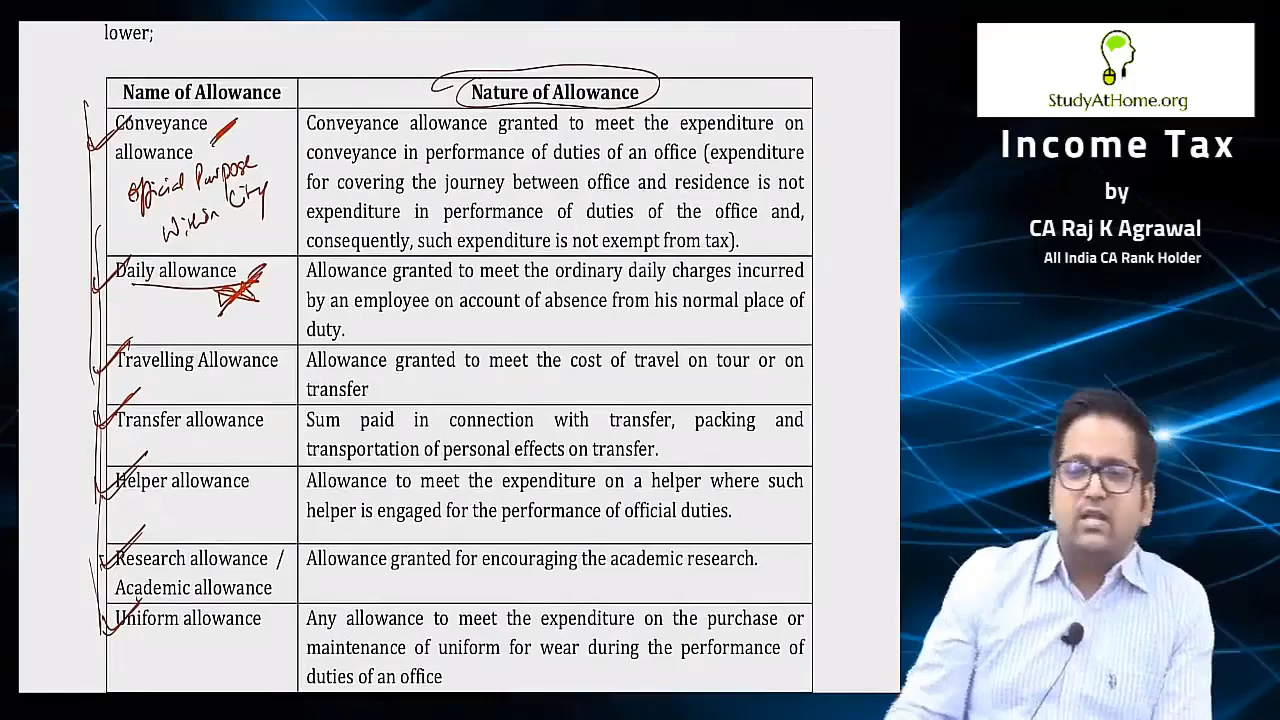 lower;
Name of Allowance
Nature of Allowance
Conveyance
allowance
Official Purpose
Within City
Conveyance allowance granted to meet the expenditure on
conveyance in performance of duties of an office (expenditure
for covering the journey between office and residence is not
expenditure in performance of duties of the office and,
consequently, such expenditure is not exempt from tax).
Daily allowance
Allowance granted to meet the ordinary daily charges incurred
by an employee on account of absence from his normal place of
duty.
Travelling Allowance
Allowance granted to meet the cost of travel on tour or on
transfer
Transfer allowance
Sum paid in connection with transfer, packing and
transportation of personal effects on transfer.
Helper allowance
Allowance to meet the expenditure on a helper where such
helper is engaged for the performance of official duties.
Research allowance /
Academic allowance
Allowance granted for encouraging the academic research.
Uniform allowance
Any allowance to meet the expenditure on the purchase or
maintenance of uniform for wear during the performance of
duties of an office
StudyAtHome.org
Income Tax
by
CA Raj K Agrawal
All India CA Rank Holder